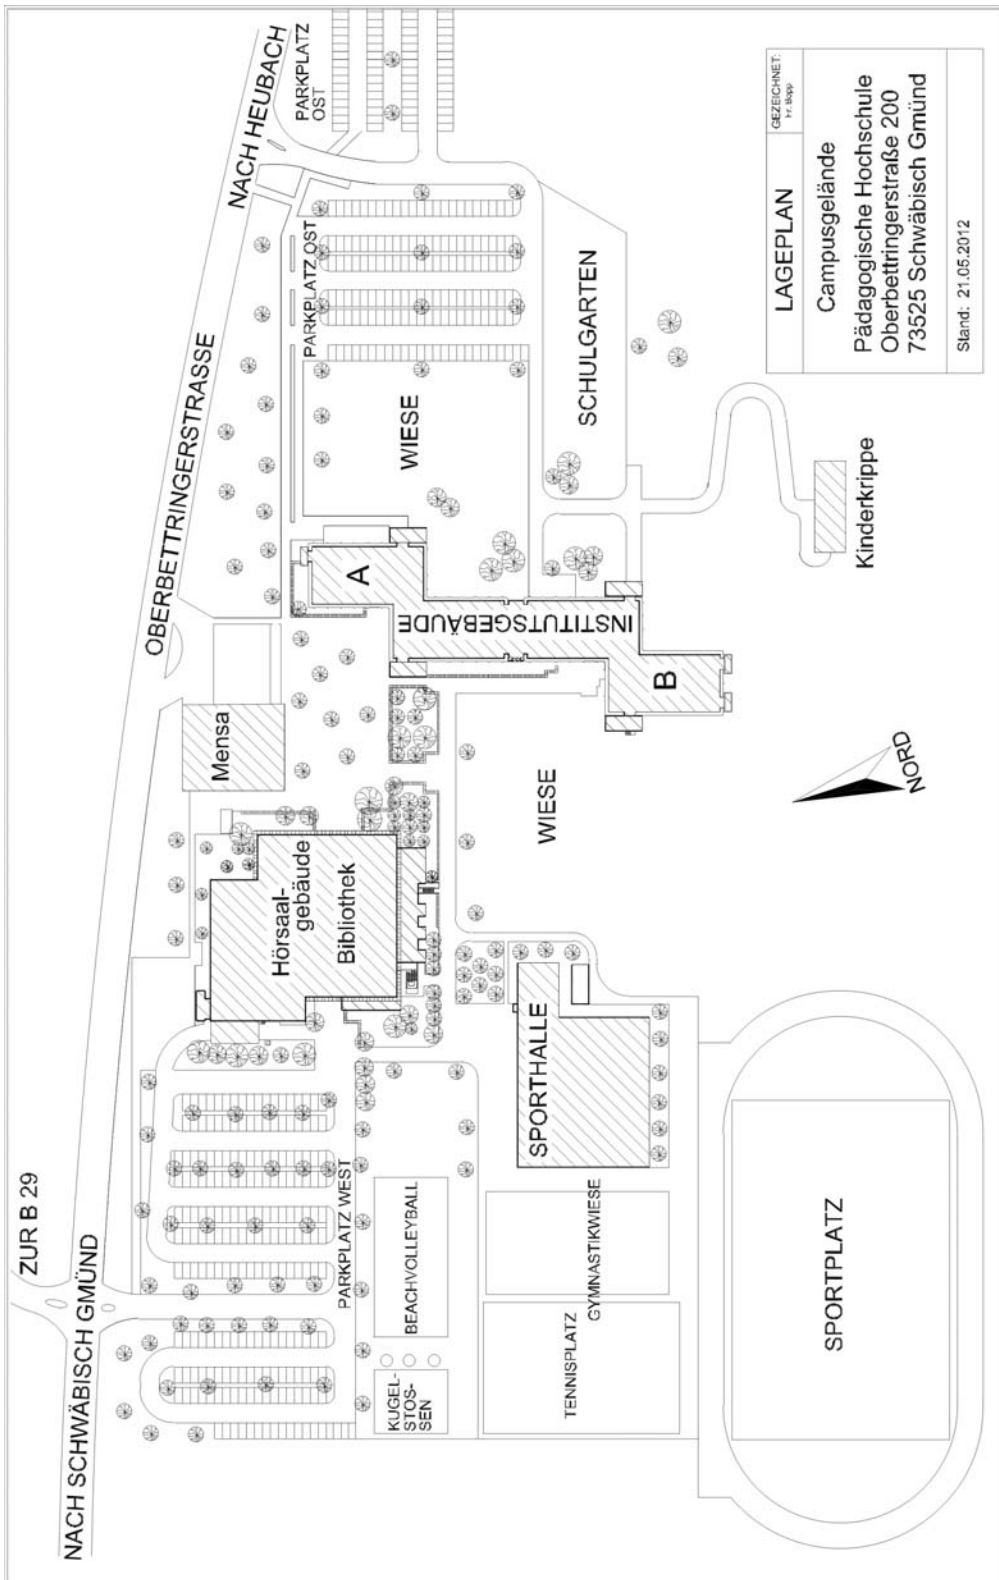 ZUR B 29
NACH SCHWÄBISCH GMÜND
OBERBETTRINGERSTRASSE
NACH HEUBACH
PARKPLATZ
OST
PARKPLATZ OST
WIESE
SCHULGARTEN
A
INSTITUTSGEBÄUDE
B
Kinderkrippe
Mensa
Hörsaal-
gebäude
Bibliothek
WIESE
NORD
SPORTHALLE
PARKPLATZ WEST
BEACHVOLLEYBALL
GYMNASTIKWIESE
KUGEL-
STOS-
SEN
TENNISPLATZ
SPORTPLATZ
LAGEPLAN
GEZEICHNET:
Hr. Bopp
Campusgelände
Pädagogische Hochschule
Oberbettringerstraße 200
73525 Schwäbisch Gmünd
Stand: 21.05.2012